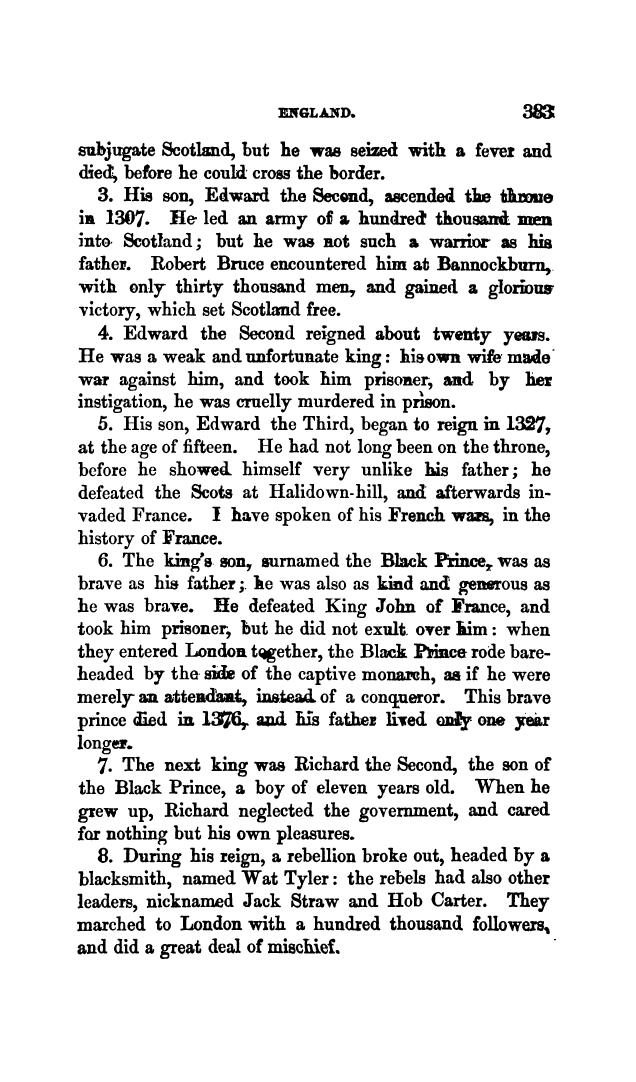 ENGLAND. 383
subjugate Scotland, but he was seized with a fever and
died, before he could cross the border.
3. His son, Edward the Second, ascended the throne
in 1307. He led an army of a hundred thousand men
into Scotland; but he was not such a warrior as his
father. Robert Bruce encountered him at Bannockburn,
with only thirty thousand men, and gained a glorious
victory, which set Scotland free.
4. Edward the Second reigned about twenty years.
He was a weak and unfortunate king: his own wife made
war against him, and took him prisoner, and by her
instigation, he was cruelly murdered in prison.
5. His son, Edward the Third, began to reign in 1327,
at the age of fifteen. He had not long been on the throne,
before he showed himself very unlike his father; he
defeated the Scots at Halidown-hill, and afterwards in-
vaded France. I have spoken of his French wars, in the
history of France.
6. The king's son, surnamed the Black Prince, was as
brave as his father; he was also as kind and generous as
he was brave. He defeated King John of France, and
took him prisoner, but he did not exult over him: when
they entered London together, the Black Prince rode bare-
headed by the side of the captive monarch, as if he were
merely an attendant, instead of a conqueror. This brave
prince died in 1376, and his father lived only one year
longer.
7. The next king was Richard the Second, the son of
the Black Prince, a boy of eleven years old. When he
grew up, Richard neglected the government, and cared
for nothing but his own pleasures.
8. During his reign, a rebellion broke out, headed by a
blacksmith, named Wat Tyler: the rebels had also other
leaders, nicknamed Jack Straw and Hob Carter. They
marched to London with a hundred thousand followers,
and did a great deal of mischief.